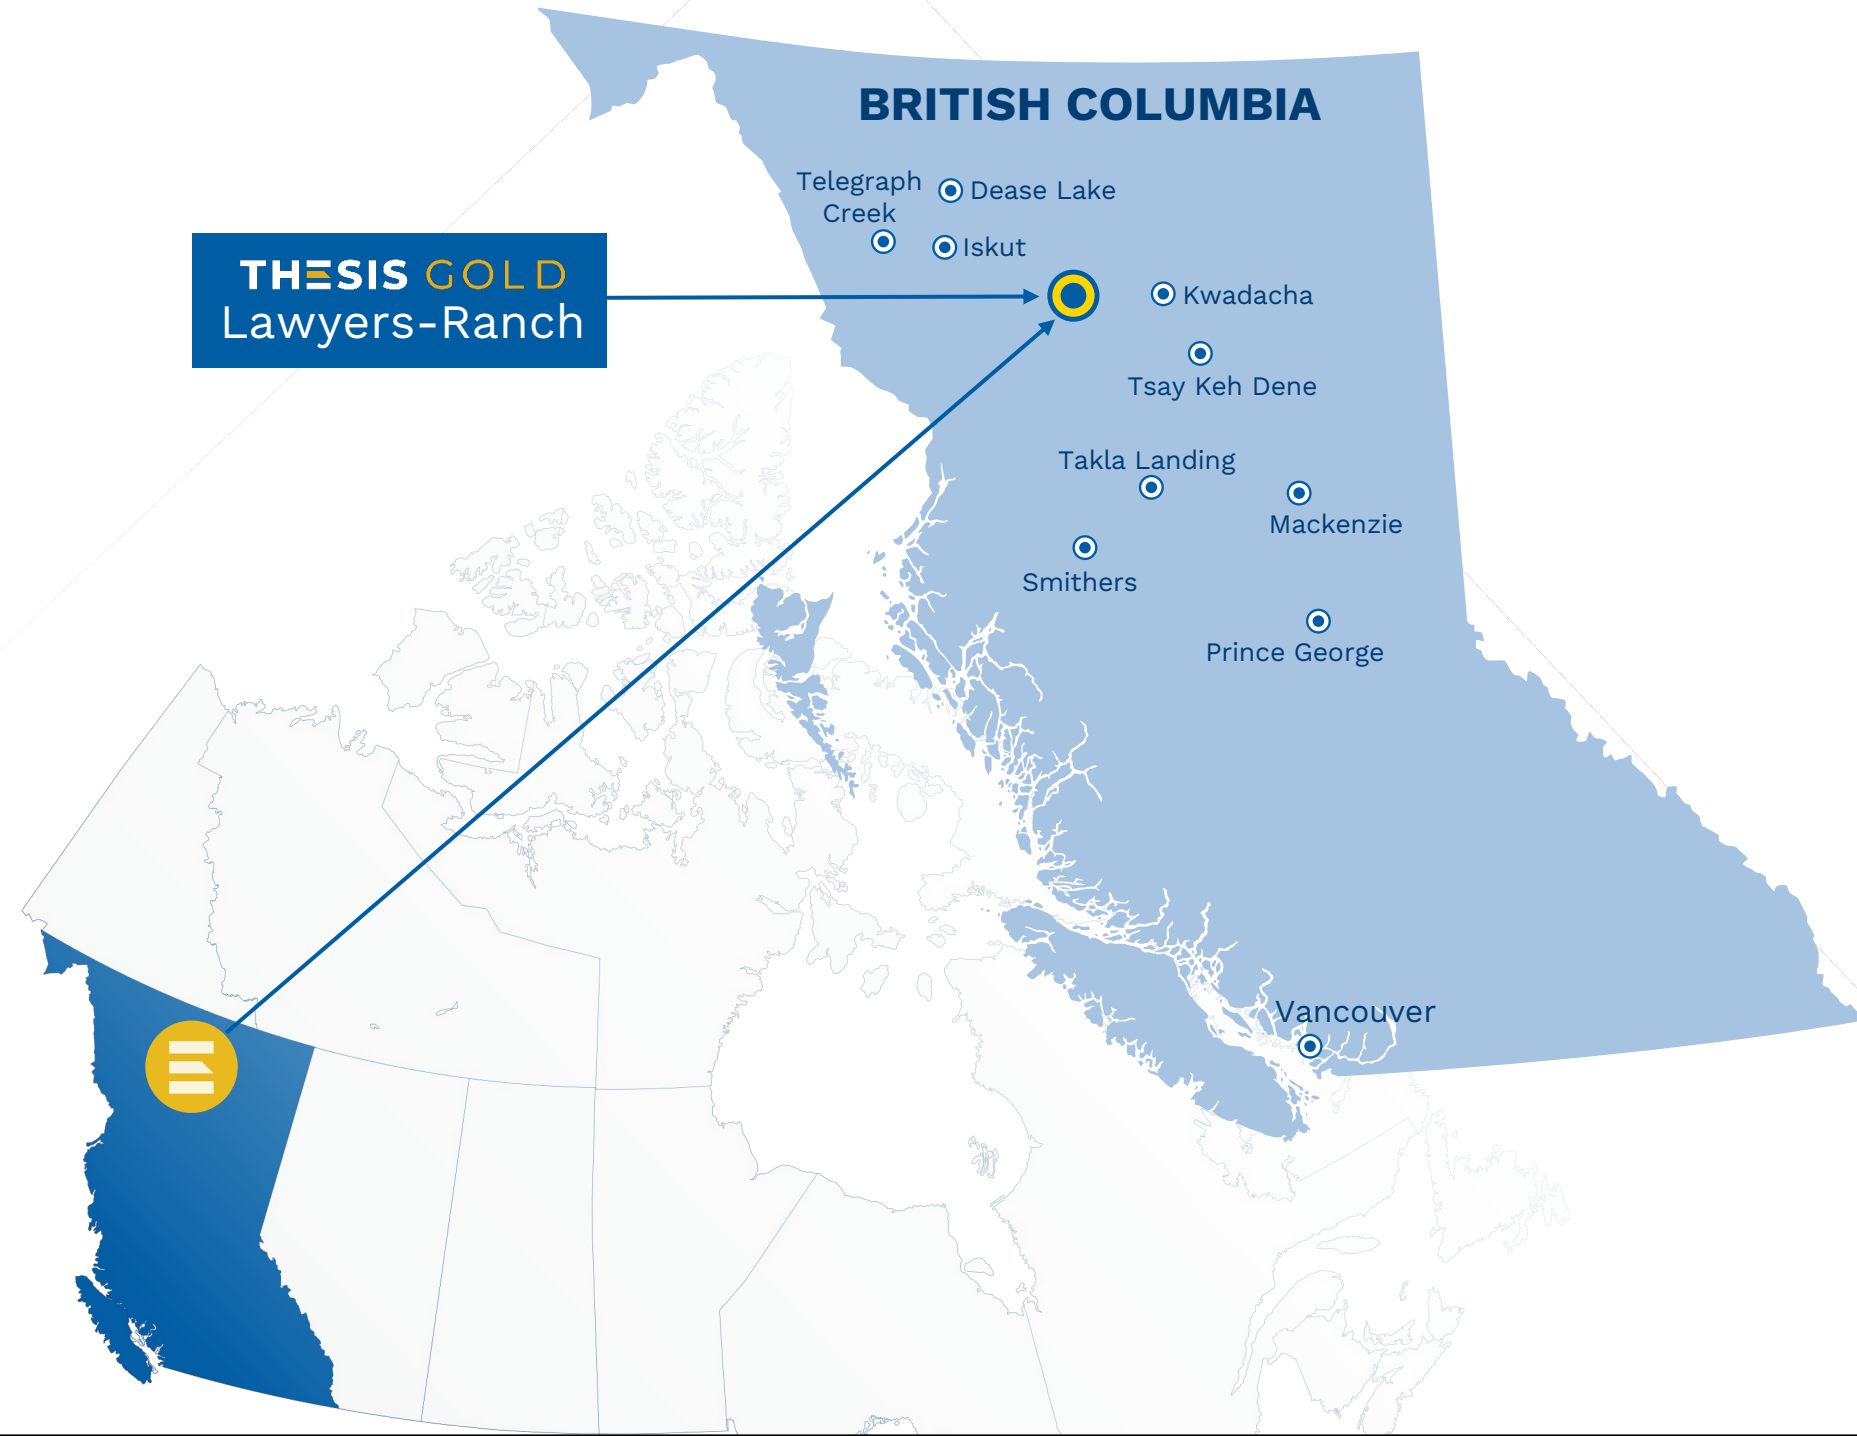 BRITISH COLUMBIA
Telegraph
Creek
Dease Lake
Iskut
THESIS GOLD
Lawyers-Ranch
Kwadacha
Tsay Keh Dene
Takla Landing
Mackenzie
Smithers
Prince George
Vancouver